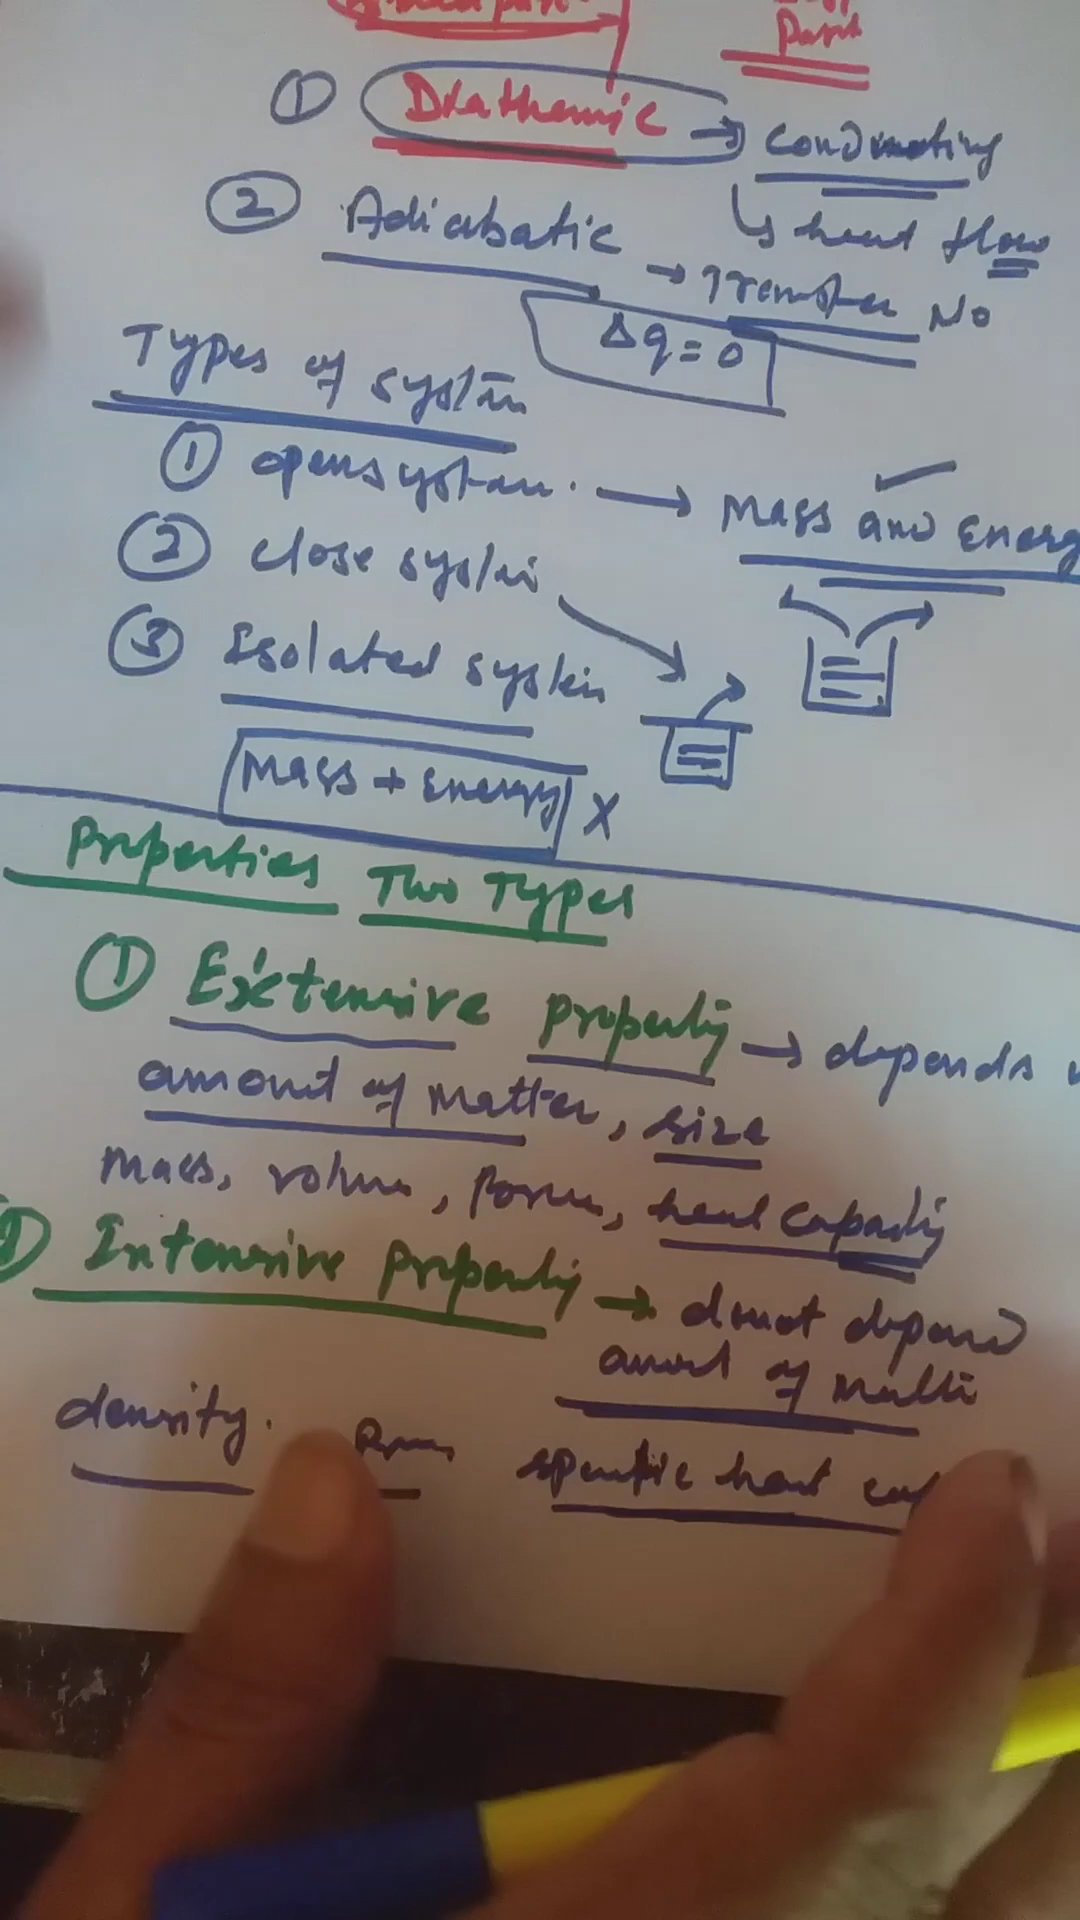 Part
① Diathermic → conducting
↳ heat flow
② Adiabatic → Transfer No
Δq = 0
Types of system
① open system → Mass and Energy
② close system
③ Isolated system
Mass + Energy X
Properties Two Types
① Extensive property → depends
amount of matter, size
Mass, volume, heat capacity
Intensive property → donot depend
amount of matter
density. specific heat